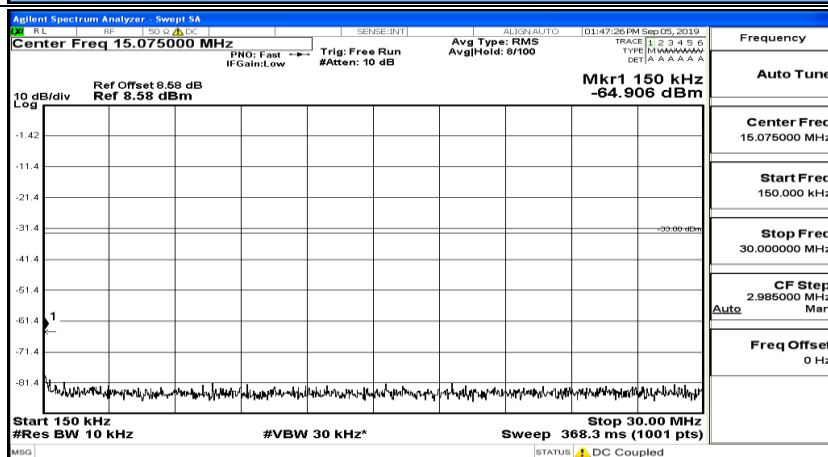 Agilent Spectrum Analyzer - Swept SA
LXI RL RF 50 Ω DC SENSE:INT ALIGN AUTO 01:47:26 PM Sep 05, 2019
Center Freq 15.075000 MHz
PNO: Fast
IFGain:Low
Trig: Free Run
#Atten: 10 dB
Avg Type: RMS
Avg|Hold: 8/100
TRACE 1 2 3 4 5 6
TYPE M
DET A A A A A A
Mkr1 150 kHz
-64.906 dBm
Ref Offset 8.58 dB
Ref 8.58 dBm
10 dB/div
Log
-1.42
-11.4
-21.4
-31.4
-33.00 dBm
-41.4
-51.4
-61.4
1
-71.4
-81.4
Start 150 kHz
Stop 30.00 MHz
#Res BW 10 kHz
#VBW 30 kHz*
Sweep 368.3 ms (1001 pts)
MSG
STATUS DC Coupled
Frequency
Auto Tune
Center Freq
15.075000 MHz
Start Freq
150.000 kHz
Stop Freq
30.000000 MHz
CF Step
2.985000 MHz
Auto Man
Freq Offset
0 Hz